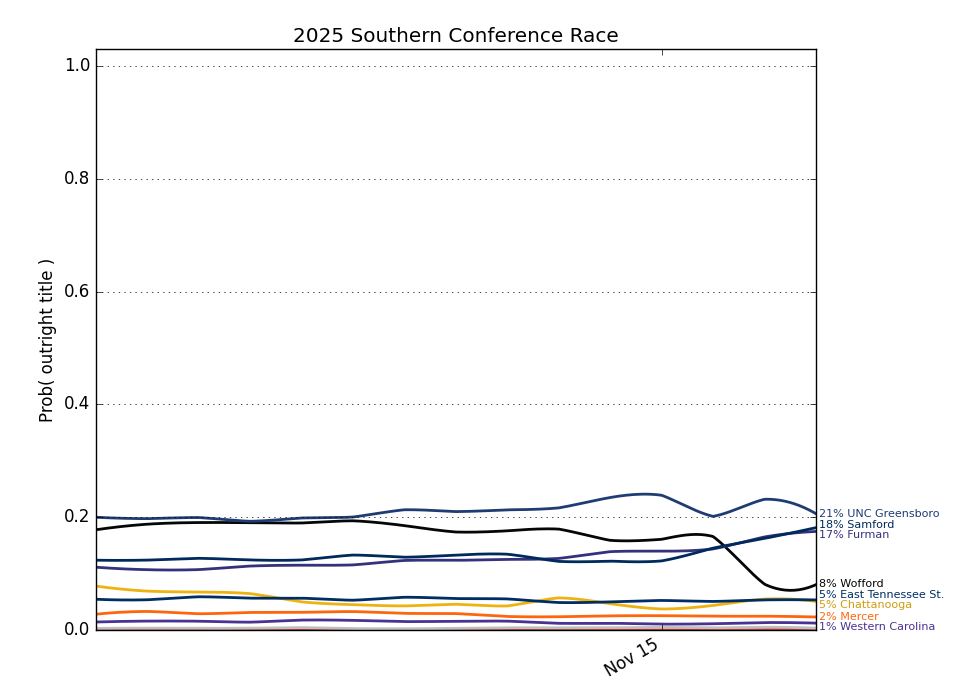 2025 Southern Conference Race
1.0
0.8
0.6
0.4
0.2
0.0
Prob( outright title )
Nov 15
21% UNC Greensboro
18% Samford
17% Furman
8% Wofford
5% East Tennessee St.
5% Chattanooga
2% Mercer
1% Western Carolina